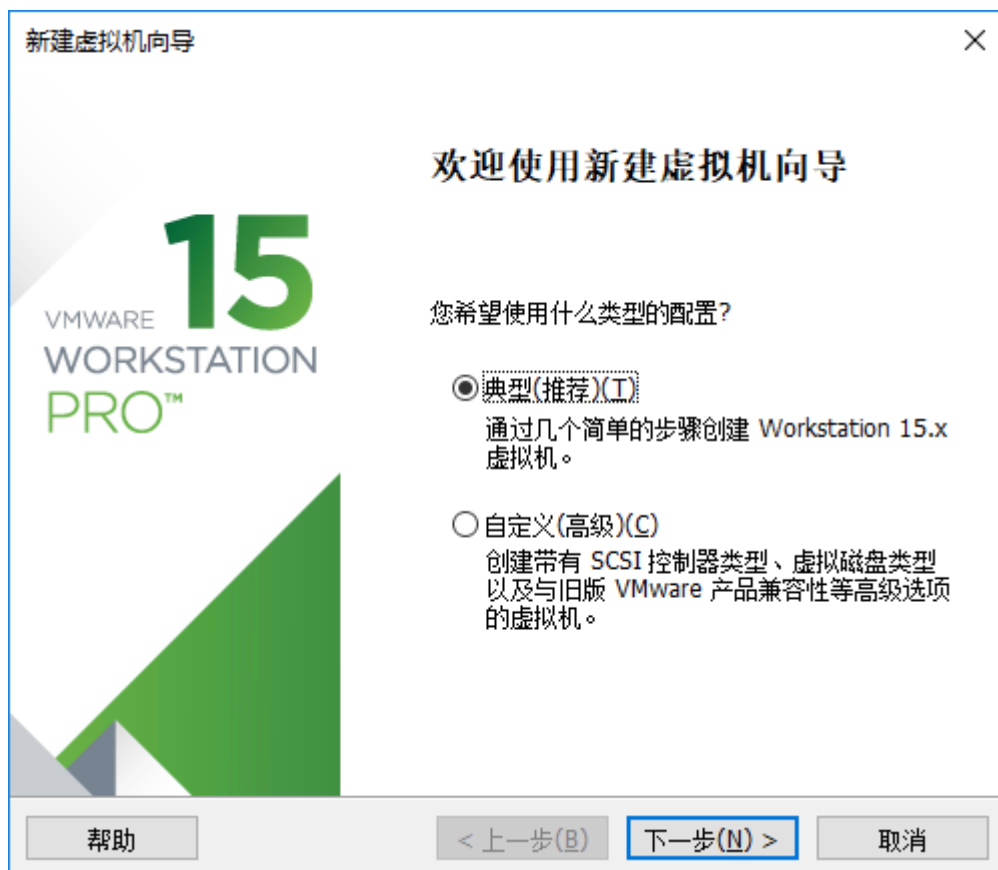 新建虚拟机向导
欢迎使用新建虚拟机向导
15
VMWARE
WORKSTATION
PRO™
您希望使用什么类型的配置?
典型(推荐)(T)
通过几个简单的步骤创建 Workstation 15.x
虚拟机。
自定义(高级)(C)
创建带有 SCSI 控制器类型、虚拟磁盘类型
以及与旧版 VMware 产品兼容性等高级选项
的虚拟机。
帮助
< 上一步(B)
下一步(N) >
取消